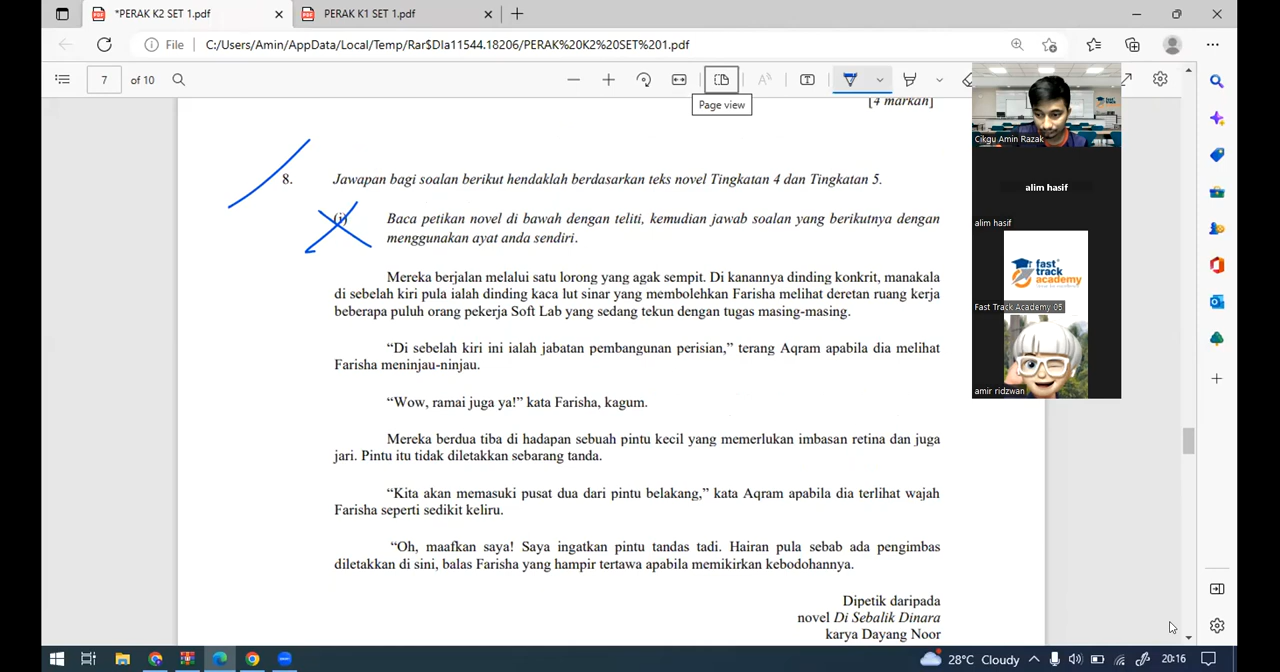 *PERAK K2 SET 1.pdf
PERAK K1 SET 1.pdf
File
C:/Users/Amin/AppData/Local/Temp/Rar$DIa11544.18206/PERAK%20K2%20SET%201.pdf
7 of 10
Page view
[4 markah]
8. Jawapan bagi soalan berikut hendaklah berdasarkan teks novel Tingkatan 4 dan Tingkatan 5.
(i) Baca petikan novel di bawah dengan teliti, kemudian jawab soalan yang berikutnya dengan
menggunakan ayat anda sendiri.
Mereka berjalan melalui satu lorong yang agak sempit. Di kanannya dinding konkrit, manakala
di sebelah kiri pula ialah dinding kaca lut sinar yang membolehkan Farisha melihat deretan ruang kerja
beberapa puluh orang pekerja Soft Lab yang sedang tekun dengan tugas masing-masing.
“Di sebelah kiri ini ialah jabatan pembangunan perisian,” terang Aqram apabila dia melihat
Farisha meninjau-ninjau.
“Wow, ramai juga ya!” kata Farisha, kagum.
Mereka berdua tiba di hadapan sebuah pintu kecil yang memerlukan imbasan retina dan juga
jari. Pintu itu tidak diletakkan sebarang tanda.
“Kita akan memasuki pusat dua dari pintu belakang,” kata Aqram apabila dia terlihat wajah
Farisha seperti sedikit keliru.
“Oh, maafkan saya! Saya ingatkan pintu tandas tadi. Hairan pula sebab ada pengimbas
diletakkan di sini, balas Farisha yang hampir tertawa apabila memikirkan kebodohannya.
Dipetik daripada
novel Di Sebalik Dinara
karya Dayang Noor
Cikgu Amin Razak
alim hasif
alim hasif
fast
track
academy
Fast Track Academy 05
amir ridzwan
28°C Cloudy
20:16